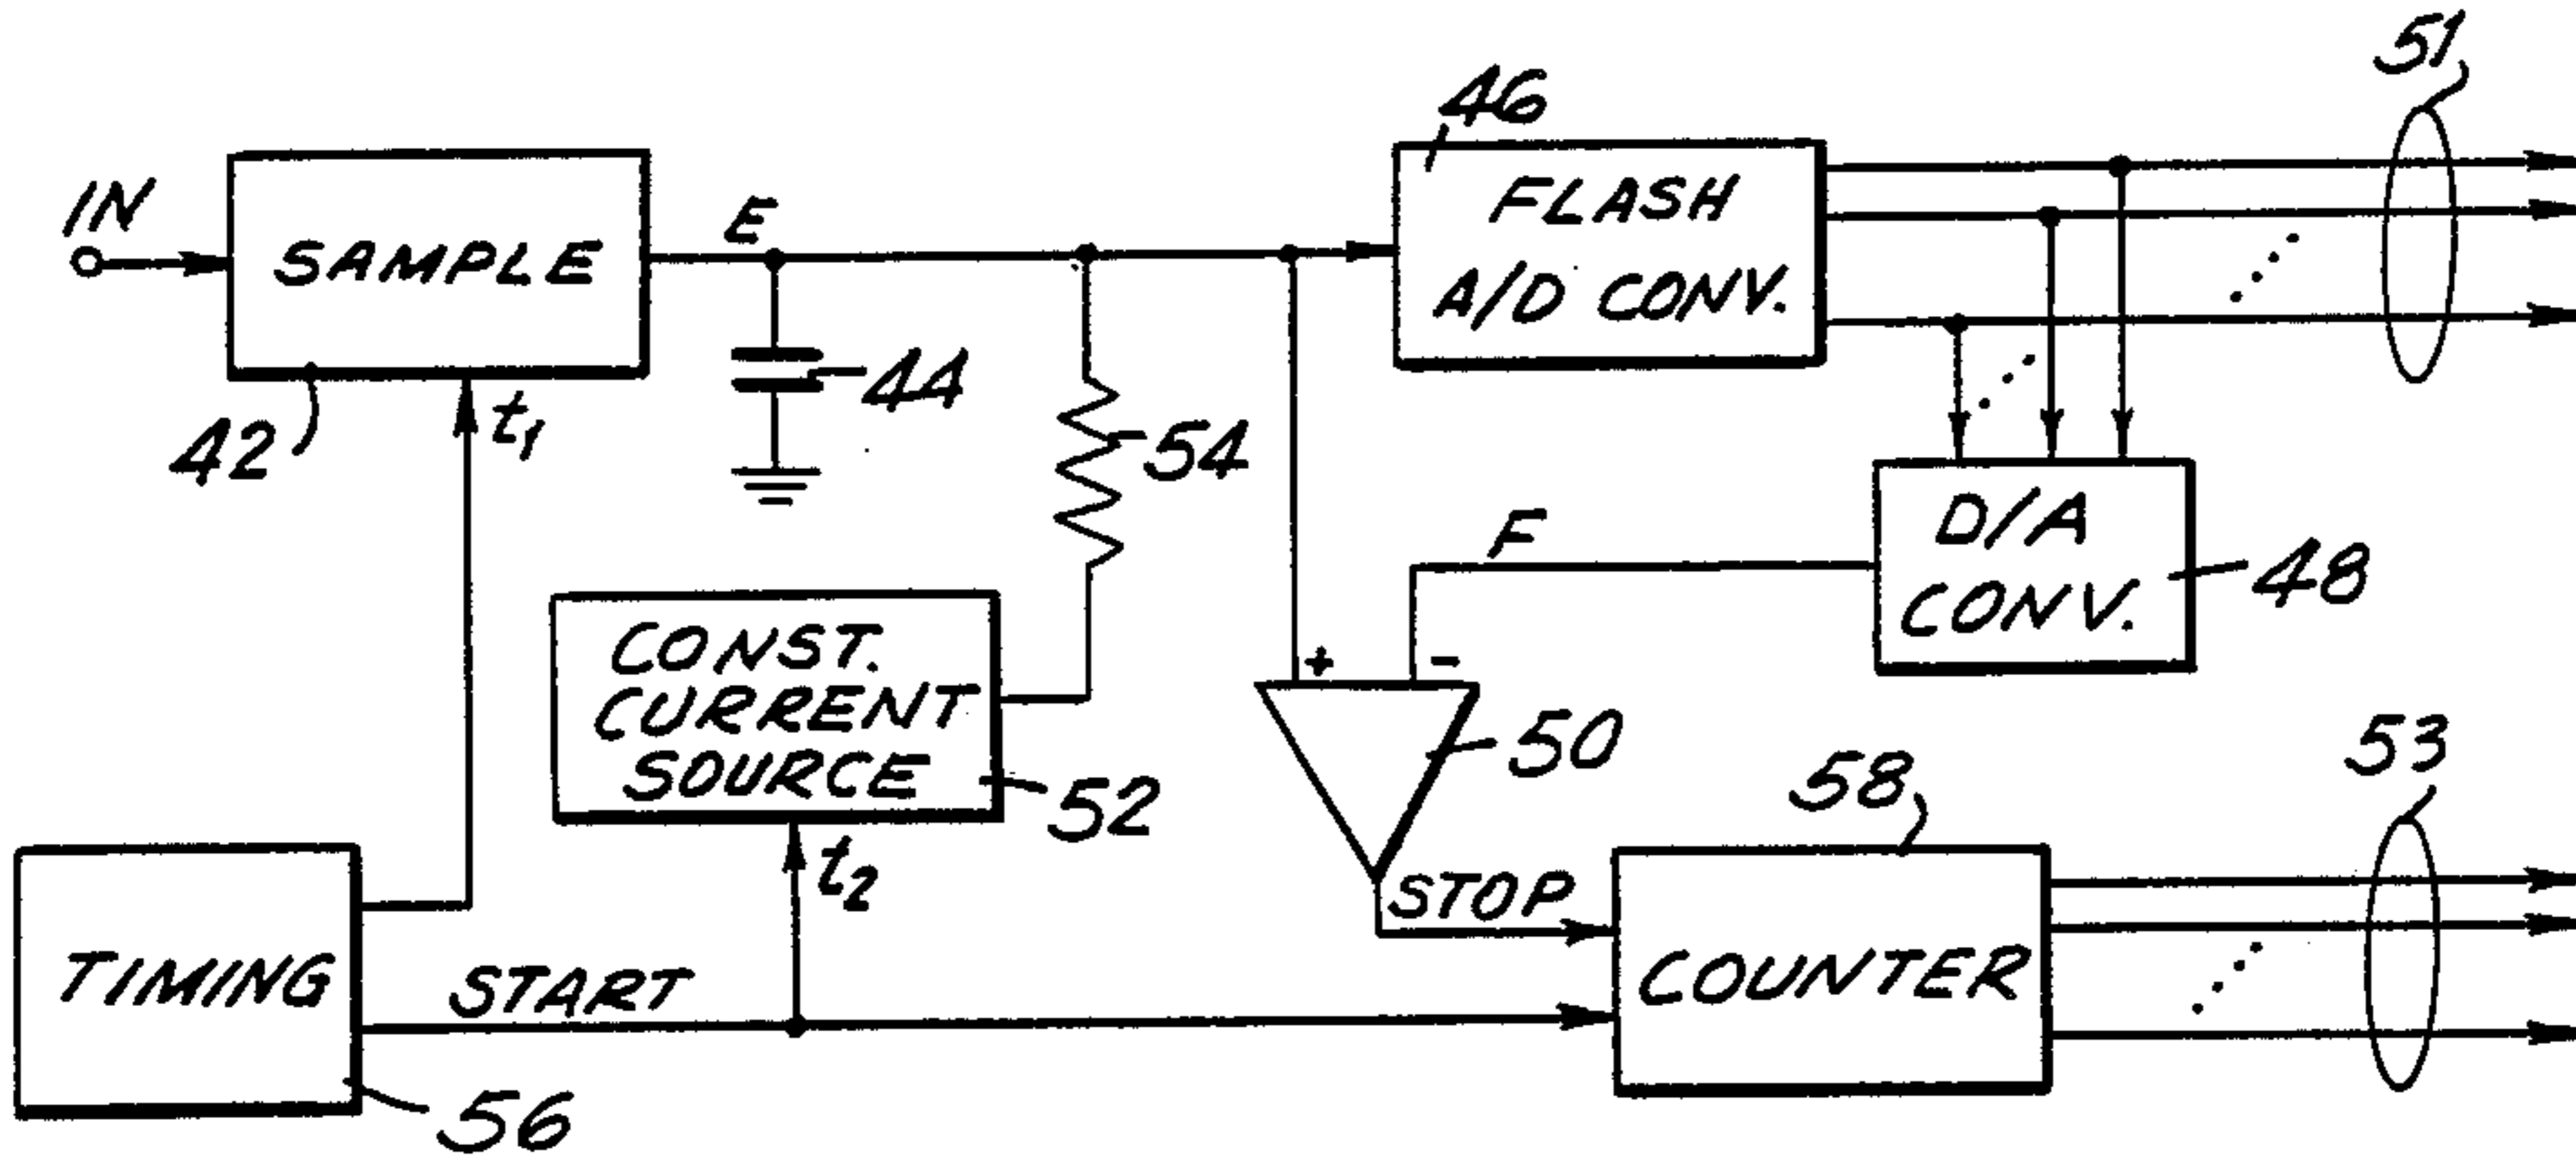 51
46
IN
SAMPLE
E
FLASH
A/D CONV.
44
42
t1
54
F
D/A
CONV.
48
CONST.
CURRENT
SOURCE
52
+
-
50
58
53
t2
STOP
TIMING
START
COUNTER
56